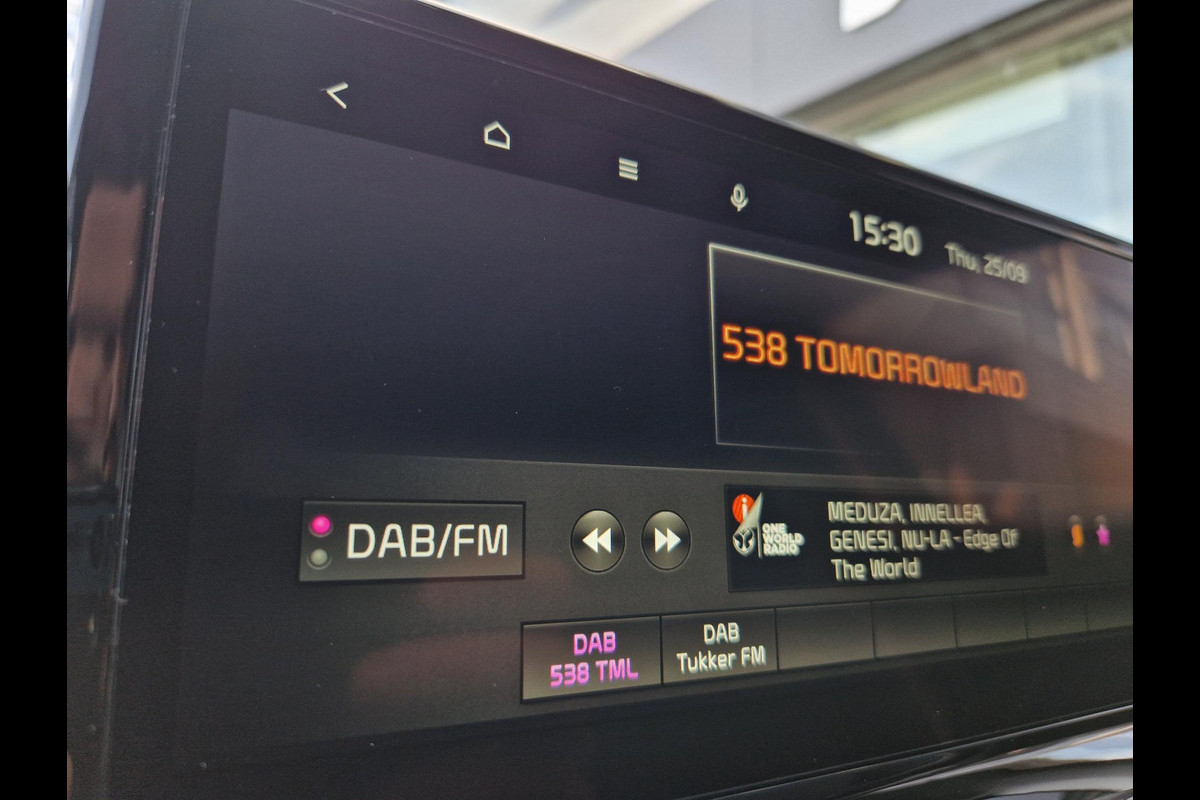 15:30 Thu, 25/09
538 TOMORROWLAND
DAB/FM
ONE
WORLD
RADIO
MEDUZA, INNELLEA,
GENESI, NU-LA - Edge Of
The World
DAB
538 TML
DAB
Tukker FM